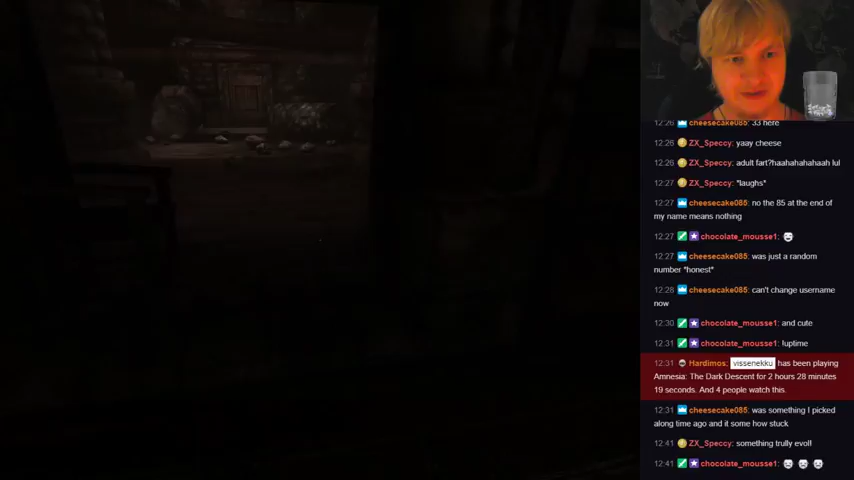 12:26 cheesecake085: 33 here
12:26 ZX_Speccy: yaay cheese
12:26 ZX_Speccy: adult fart?haahahahahaah lul
12:27 ZX_Speccy: *laughs*
12:27 cheesecake085: no the 85 at the end of
my name means nothing
12:27 chocolate_mousse1:
12:27 cheesecake085: was just a random
number *honest*
12:28 cheesecake085: can't change username
now
12:30 chocolate_mousse1: and cute
12:31 chocolate_mousse1: !uptime
12:31 Hardimos: vissenekku has been playing
Amnesia: The Dark Descent for 2 hours 28 minutes
19 seconds. And 4 people watch this.
12:31 cheesecake085: was something I picked
along time ago and it some how stuck
12:41 ZX_Speccy: something trully evol!
12:41 chocolate_mousse1: